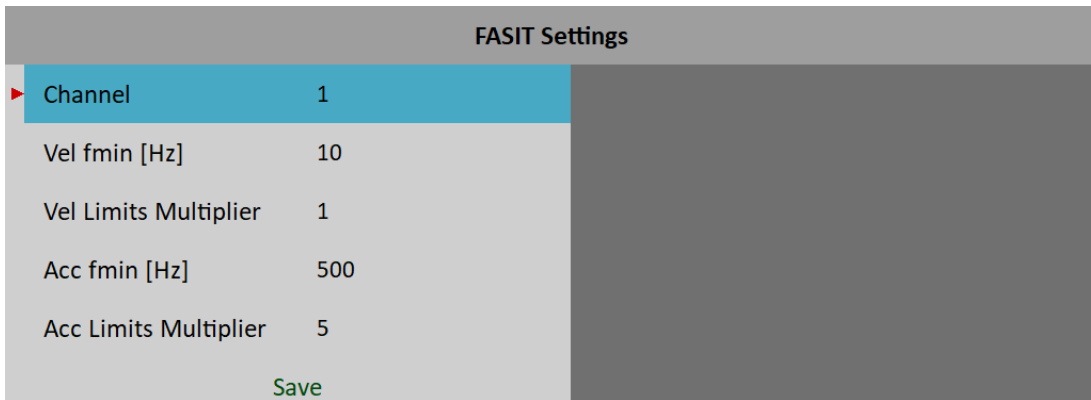 FASIT Settings
Channel 1
Vel fmin [Hz] 10
Vel Limits Multiplier 1
Acc fmin [Hz] 500
Acc Limits Multiplier 5
Save